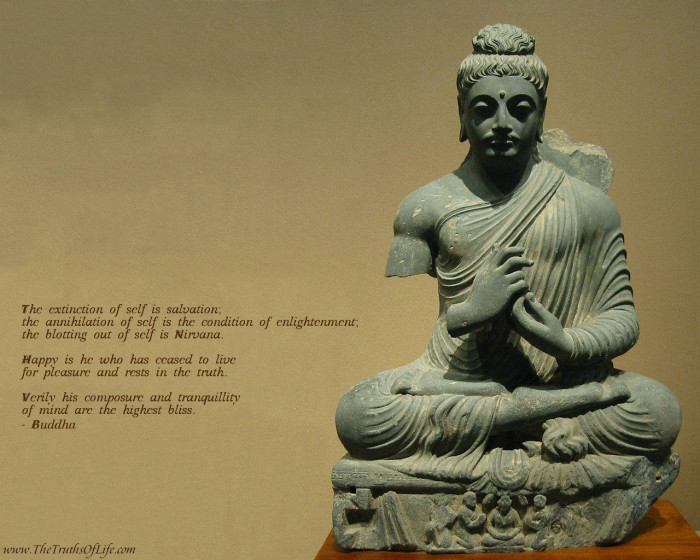 The extinction of self is salvation;
the annihilation of self is the condition of enlightenment;
the blotting out of self is Nirvana.
Happy is he who has ceased to live
for pleasure and rests in the truth.
Verily his composure and tranquillity
of mind are the highest bliss.
- Buddha
www.TheTruthsOfLife.com